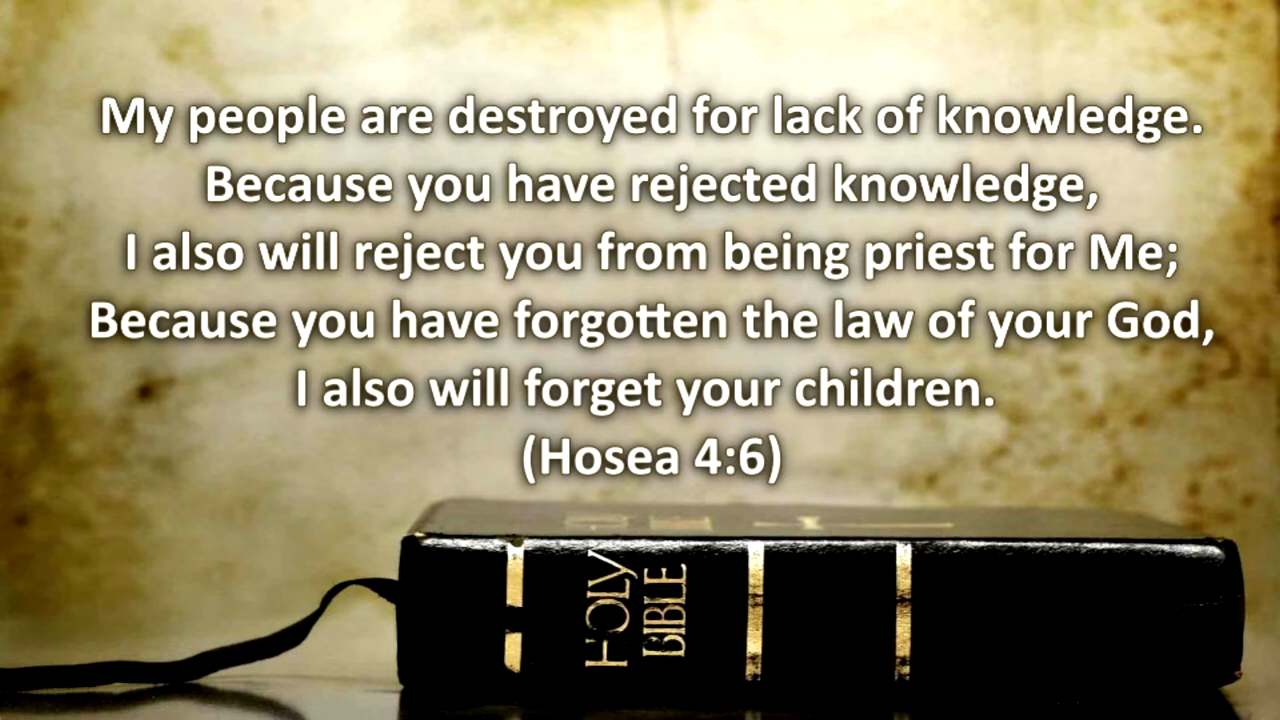 My people are destroyed for lack of knowledge.
Because you have rejected knowledge,
I also will reject you from being priest for Me;
Because you have forgotten the law of your God,
I also will forget your children.
(Hosea 4:6)
HOLY
BIBLE